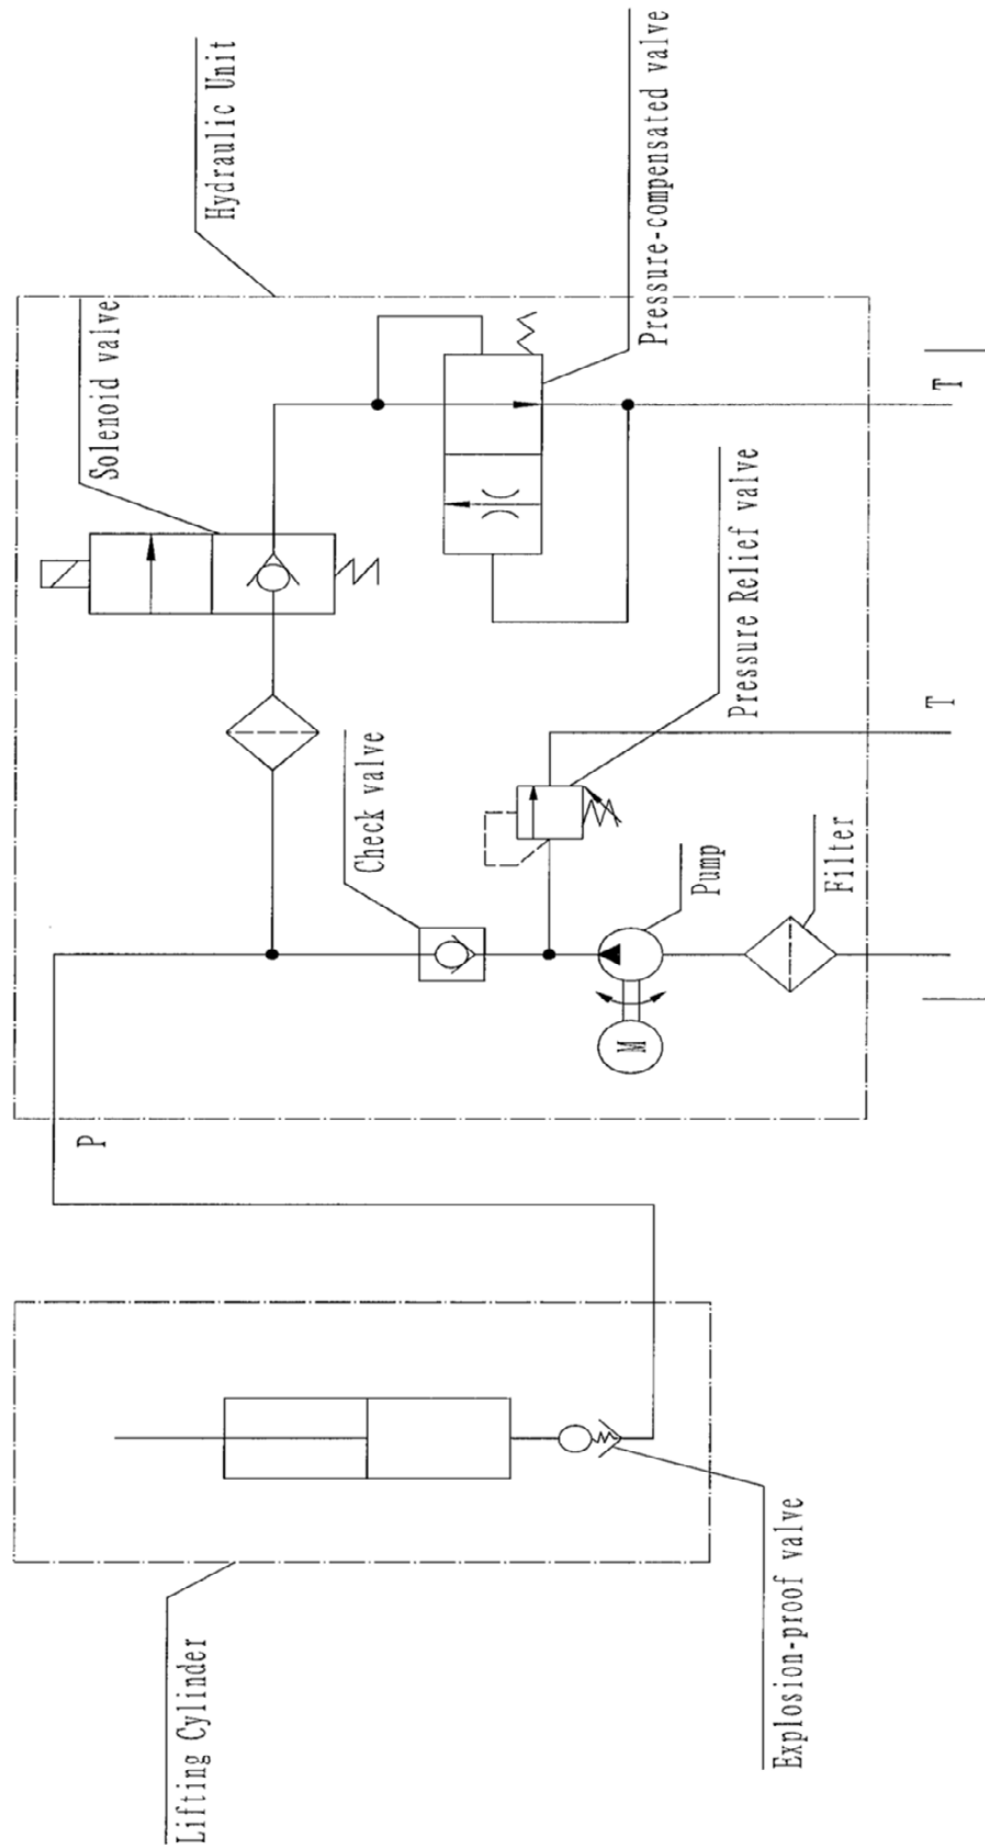 Lifting Cylinder
Explosion-proof valve
P
Hydraulic Unit
Solenoid valve
Pressure-compensated valve
Check valve
Pressure Relief valve
Pump
Filter
M
T
T